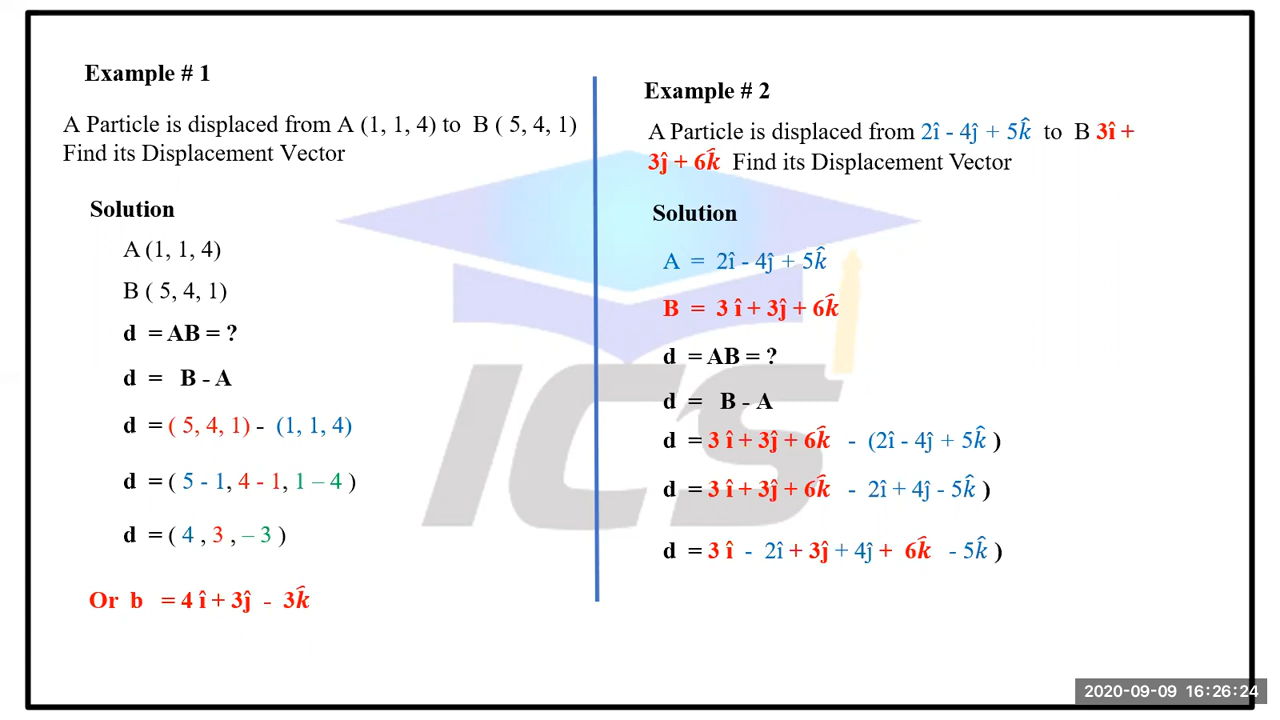 Example # 1
A Particle is displaced from A (1, 1, 4) to B ( 5, 4, 1)
Find its Displacement Vector
Solution
A (1, 1, 4)
B ( 5, 4, 1)
d = AB = ?
d = B - A
d = ( 5, 4, 1) - (1, 1, 4)
d = ( 5 - 1, 4 - 1, 1 – 4 )
d = ( 4 , 3 , – 3 )
Or b = 4 î + 3ĵ - 3k̂
Example # 2
A Particle is displaced from 2î - 4ĵ + 5k̂ to B 3î +
3ĵ + 6k̂ Find its Displacement Vector
Solution
A = 2î - 4ĵ + 5k̂
B = 3 î + 3ĵ + 6k̂
d = AB = ?
d = B - A
d = 3 î + 3ĵ + 6k̂ - (2î - 4ĵ + 5k̂ )
d = 3 î + 3ĵ + 6k̂ - 2î + 4ĵ - 5k̂ )
d = 3 î - 2î + 3ĵ + 4ĵ + 6k̂ - 5k̂ )
ICS
2020-09-09 16:26:24